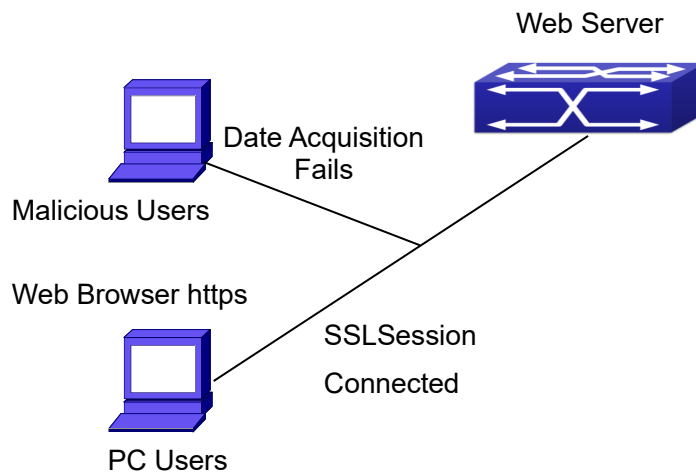 Web Server
Date Acquisition
Fails
Malicious Users
Web Browser https
SSLSession
Connected
PC Users